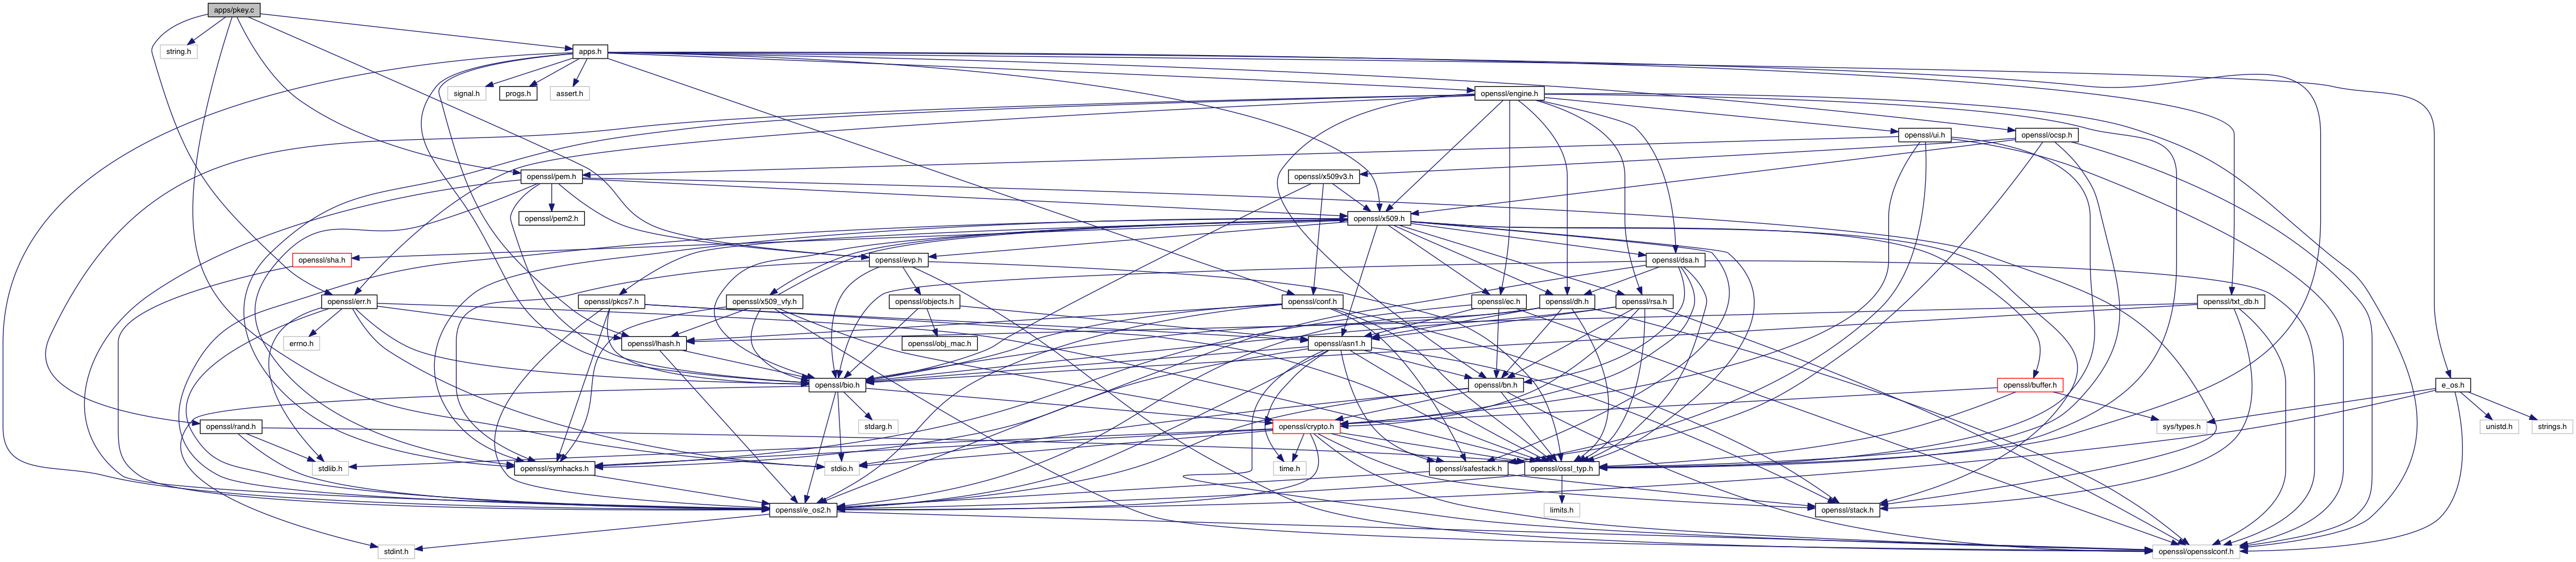 apps/pkey.c
string.h
apps.h
signal.h
progs.h
assert.h
openssl/engine.h
openssl/ui.h
openssl/ocsp.h
openssl/pem.h
openssl/x509v3.h
openssl/pem2.h
openssl/x509.h
openssl/sha.h
openssl/evp.h
openssl/dsa.h
openssl/err.h
openssl/pkcs7.h
openssl/x509_vfy.h
openssl/objects.h
openssl/conf.h
openssl/ec.h
openssl/dh.h
openssl/rsa.h
openssl/txt_db.h
errno.h
openssl/lhash.h
openssl/obj_mac.h
openssl/asn1.h
openssl/bio.h
openssl/bn.h
openssl/buffer.h
e_os.h
openssl/rand.h
stdarg.h
openssl/crypto.h
sys/types.h
unistd.h
strings.h
stdlib.h
openssl/symhacks.h
stdio.h
time.h
openssl/safestack.h
openssl/ossl_typ.h
openssl/e_os2.h
limits.h
openssl/stack.h
stdint.h
openssl/opensslconf.h